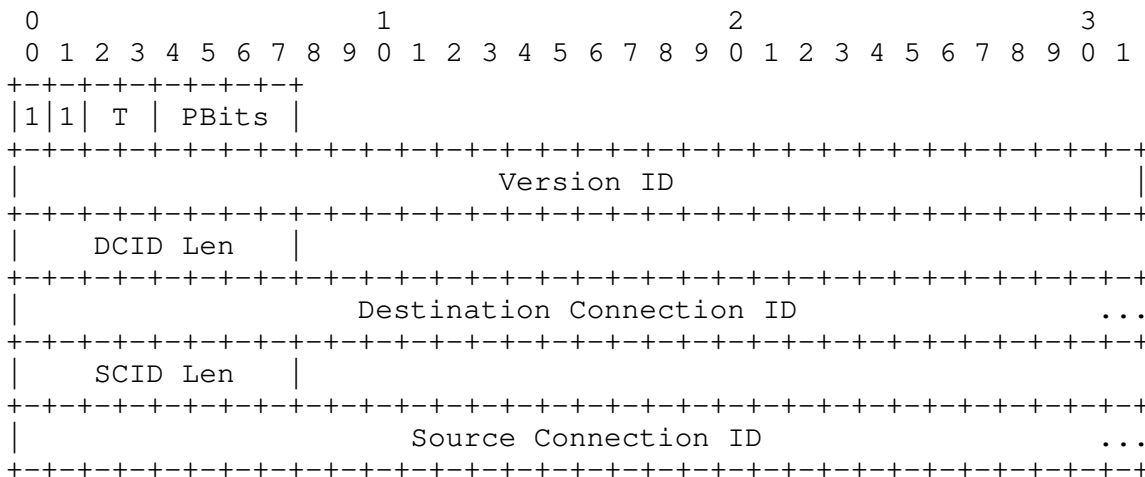 0                   1                   2                   3
 0 1 2 3 4 5 6 7 8 9 0 1 2 3 4 5 6 7 8 9 0 1 2 3 4 5 6 7 8 9 0 1
+-+-+-+-+-+-+-+-+
|1|1| T | PBits |
+-+-+-+-+-+-+-+-+-+-+-+-+-+-+-+-+-+-+-+-+-+-+-+-+-+-+-+-+-+-+-+-+
|                           Version ID                          |
+-+-+-+-+-+-+-+-+-+-+-+-+-+-+-+-+-+-+-+-+-+-+-+-+-+-+-+-+-+-+-+-+
|    DCID Len   |
+-+-+-+-+-+-+-+-+-+-+-+-+-+-+-+-+-+-+-+-+-+-+-+-+-+-+-+-+-+-+-+-+
|                   Destination Connection ID                 ...
+-+-+-+-+-+-+-+-+-+-+-+-+-+-+-+-+-+-+-+-+-+-+-+-+-+-+-+-+-+-+-+-+
|    SCID Len   |
+-+-+-+-+-+-+-+-+-+-+-+-+-+-+-+-+-+-+-+-+-+-+-+-+-+-+-+-+-+-+-+-+
|                      Source Connection ID                   ...
+-+-+-+-+-+-+-+-+-+-+-+-+-+-+-+-+-+-+-+-+-+-+-+-+-+-+-+-+-+-+-+-+